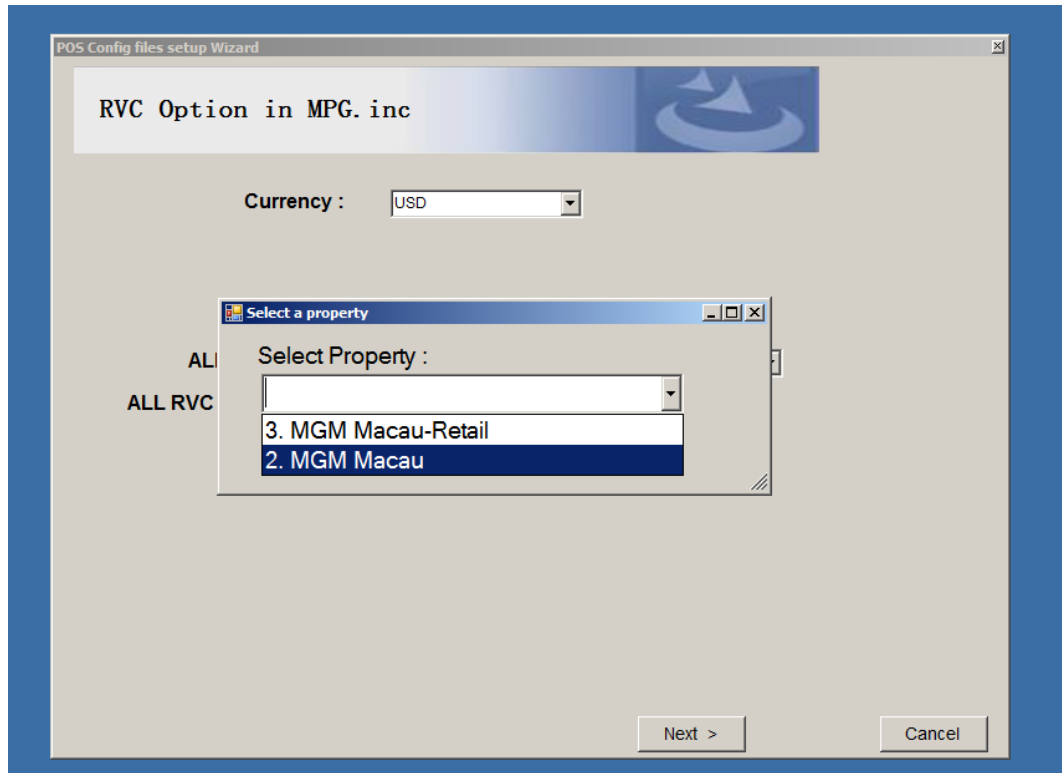 POS Config files setup Wizard
RVC Option in MPG.inc
Currency : USD
Select a property
Select Property :
ALL
ALL RVC
3. MGM Macau-Retail
2. MGM Macau
Next >
Cancel